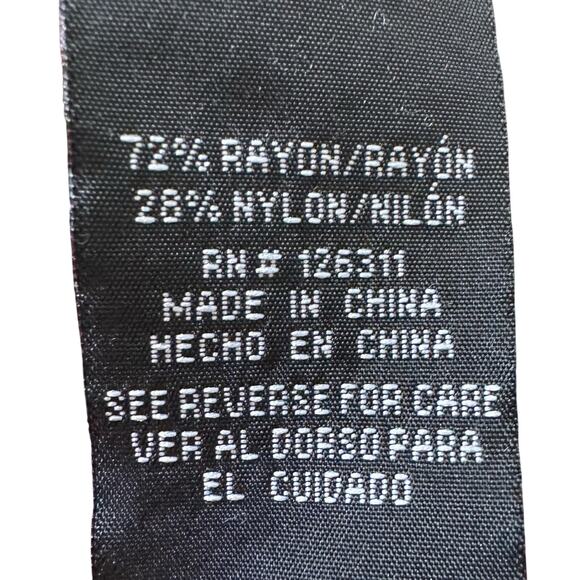 72% RAYON/RAYÓN
28% NYLON/NILÓN
RN# 126311
MADE IN CHINA
HECHO EN CHINA
SEE REVERSE FOR CARE
VER AL DORSO PARA
EL CUIDADO